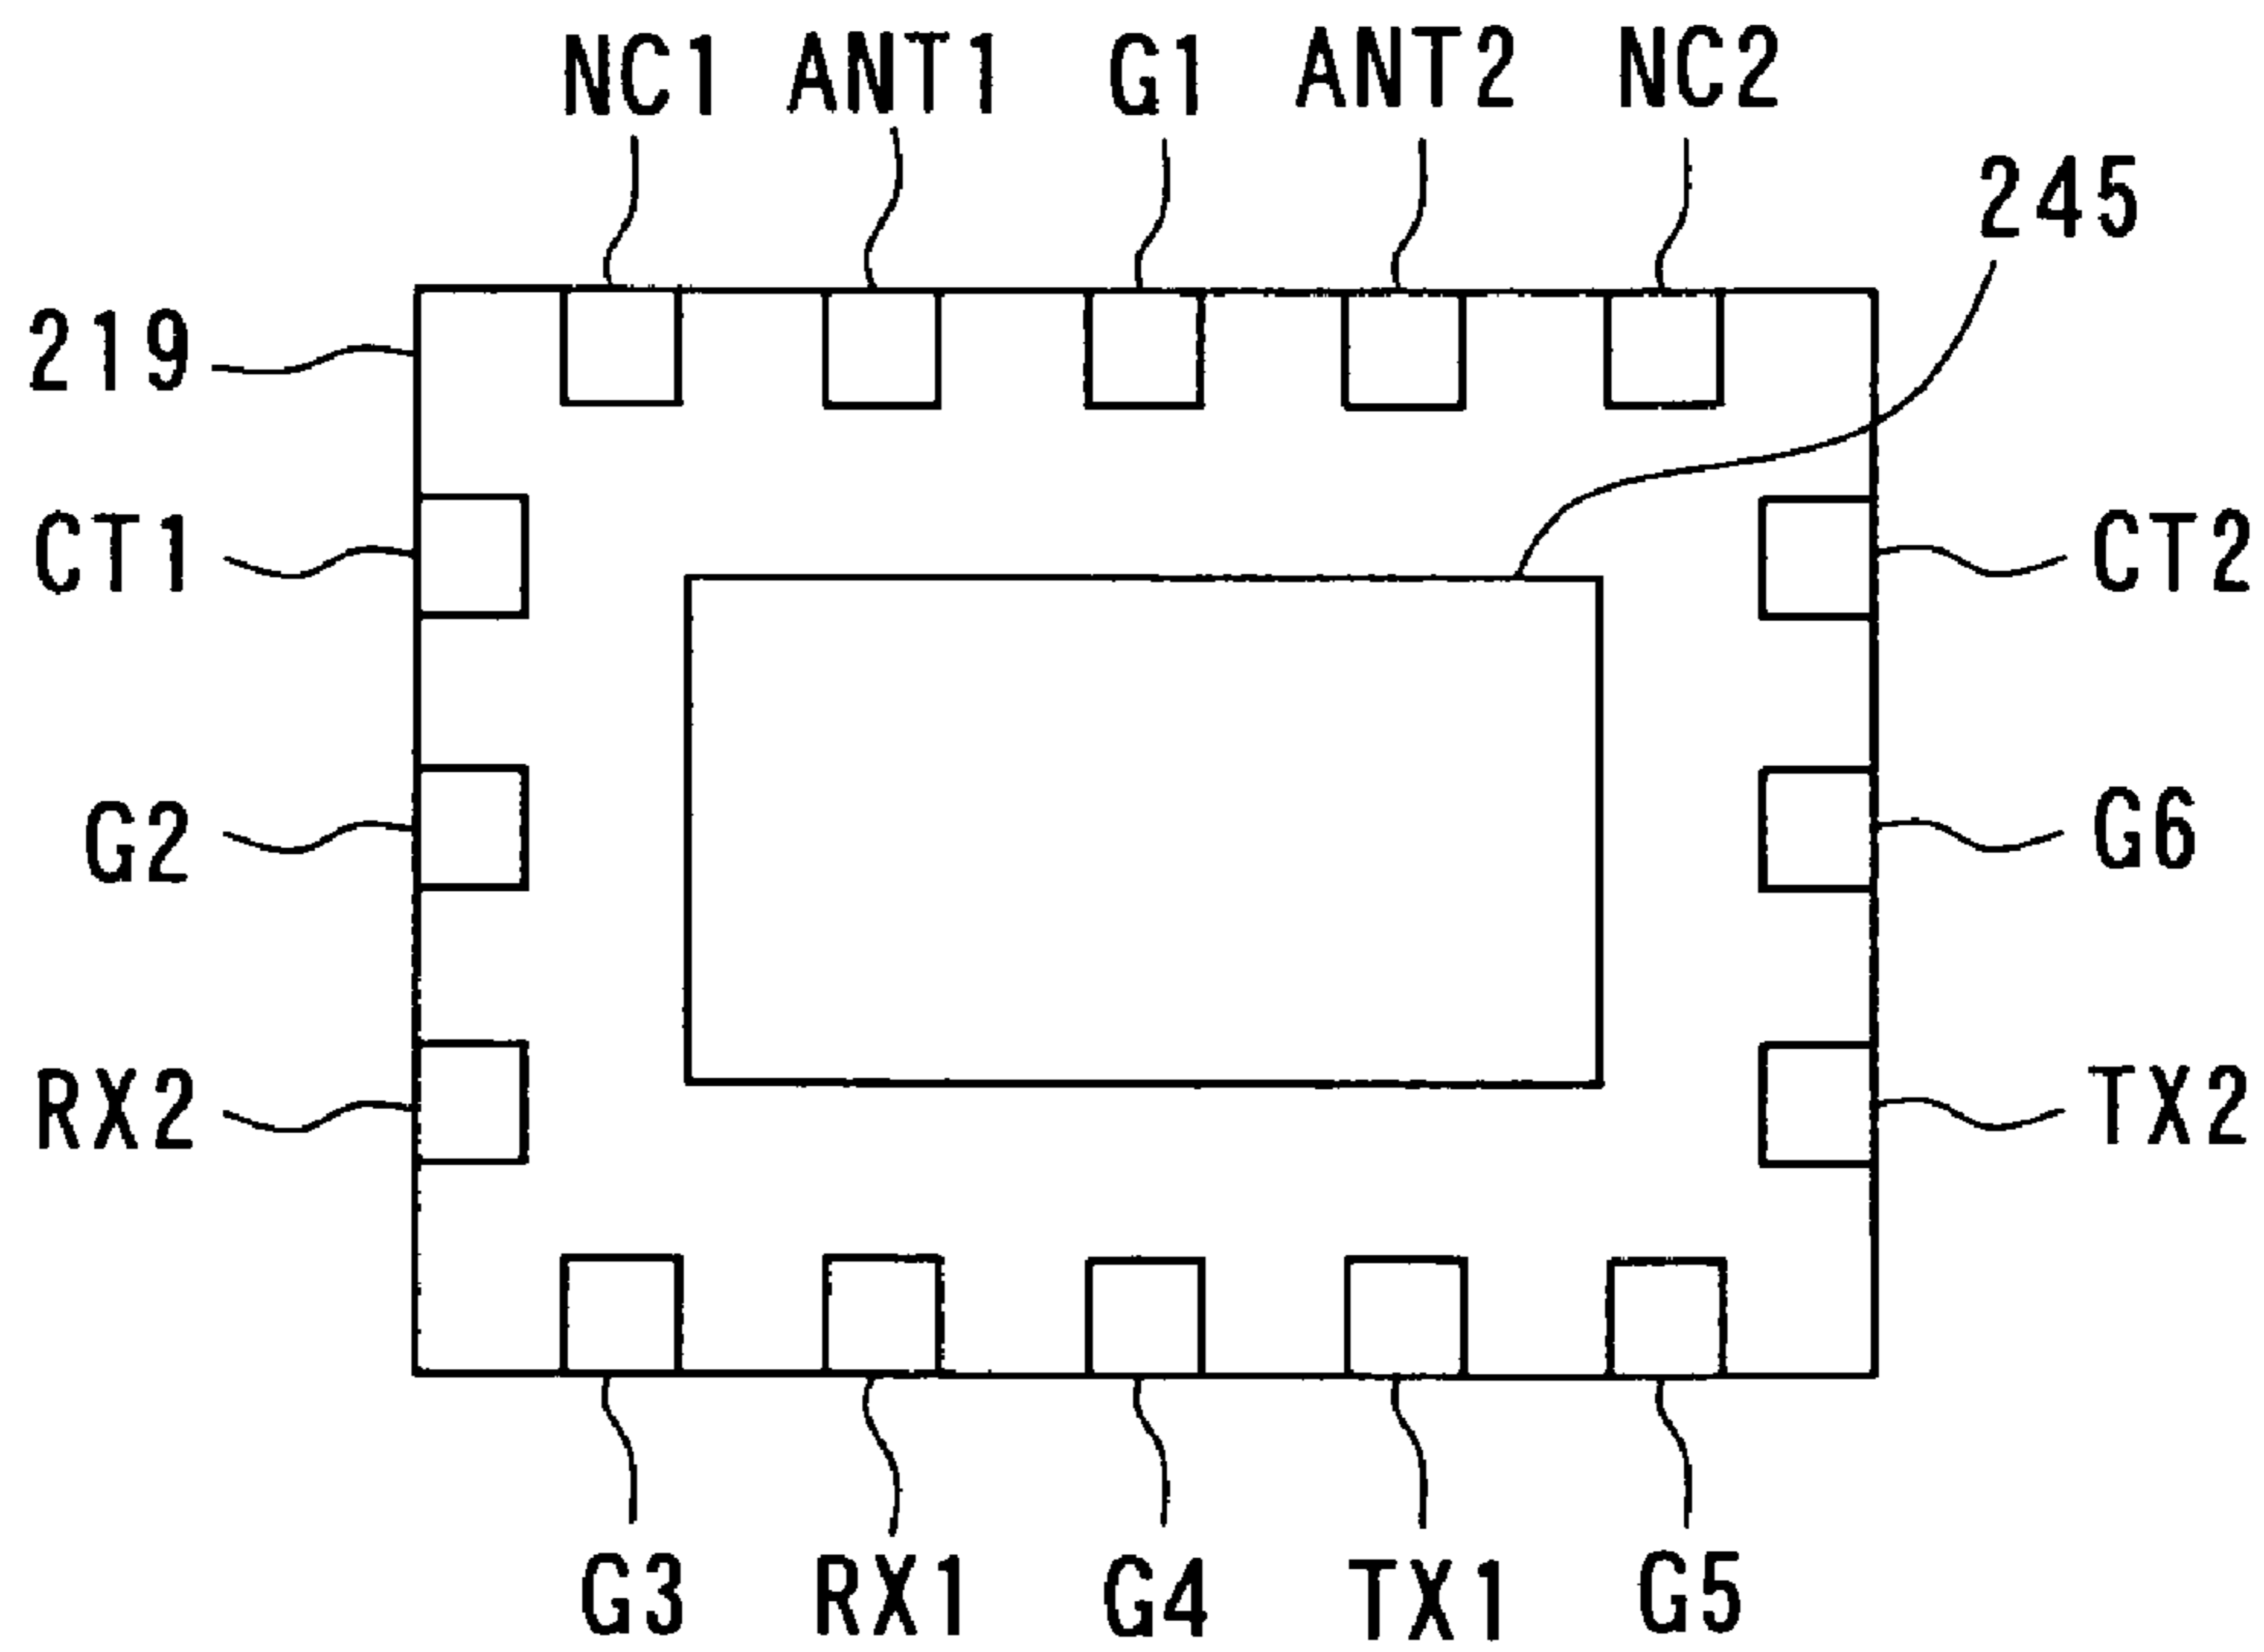 NC1 ANT1 G1 ANT2 NC2
245
219
CT1 CT2
G2 G6
RX2 TX2
G3 RX1 G4 TX1 G5